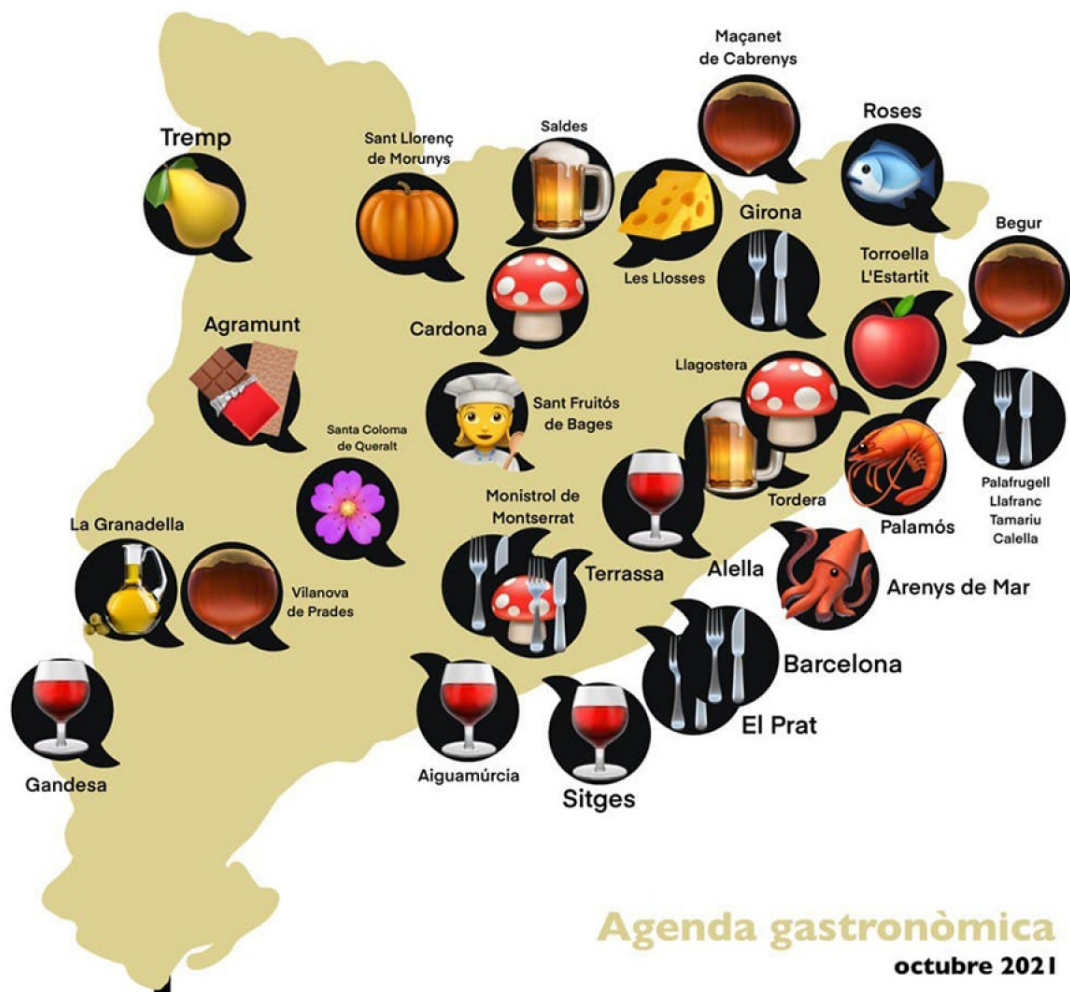 Maçanet
de Cabrenys
Tremp
Sant Llorenç
de Morunys
Saldes
Roses
Girona
Begur
Les Llosses
Torroella
L'Estartit
Agramunt
Cardona
Llagostera
Sant Fruitós
de Bages
Santa Coloma
de Queralt
Monistrol de
Montserrat
Tordera
Palamós
Palafrugell
Llafranc
Tamariu
Calella
La Granadella
Vilanova
de Prades
Terrassa
Alella
Arenys de Mar
Barcelona
El Prat
Gandesa
Aiguamúrcia
Sitges
Agenda gastronòmica
octubre 2021